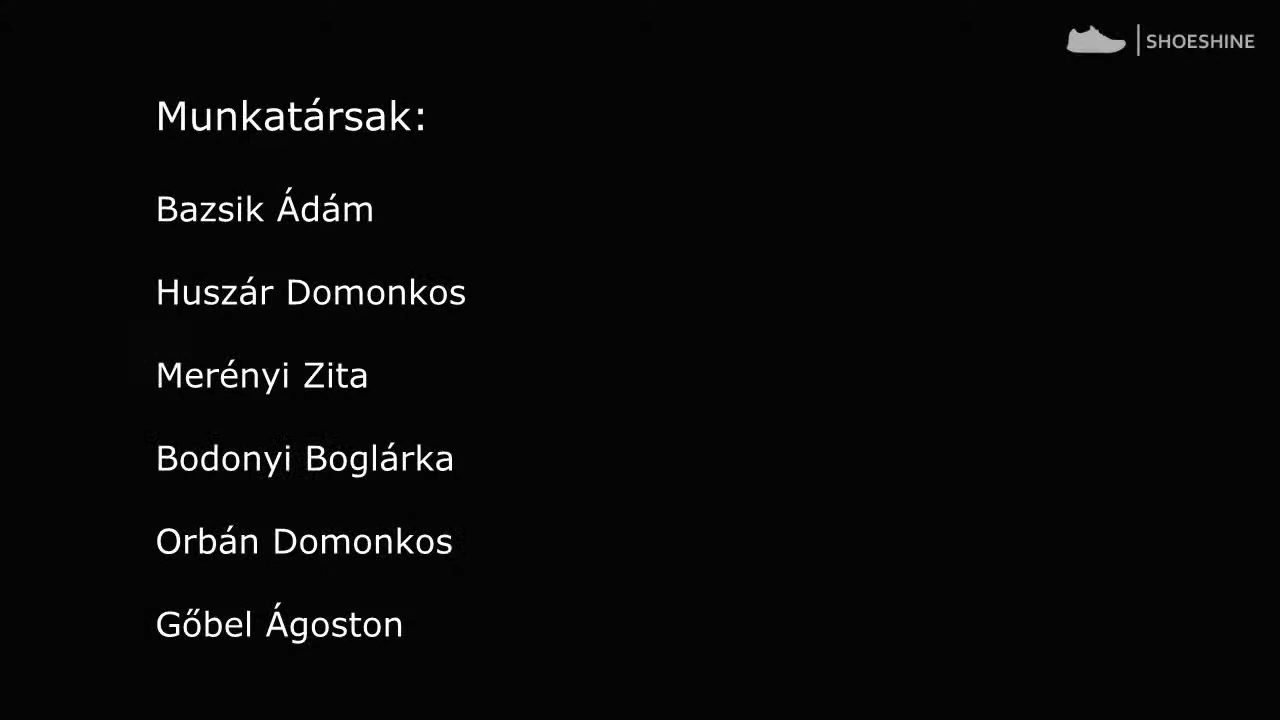 SHOESHINE
Munkatársak:
Bazsik Ádám
Huszár Domonkos
Merényi Zita
Bodonyi Boglárka
Orbán Domonkos
Gőbel Ágoston